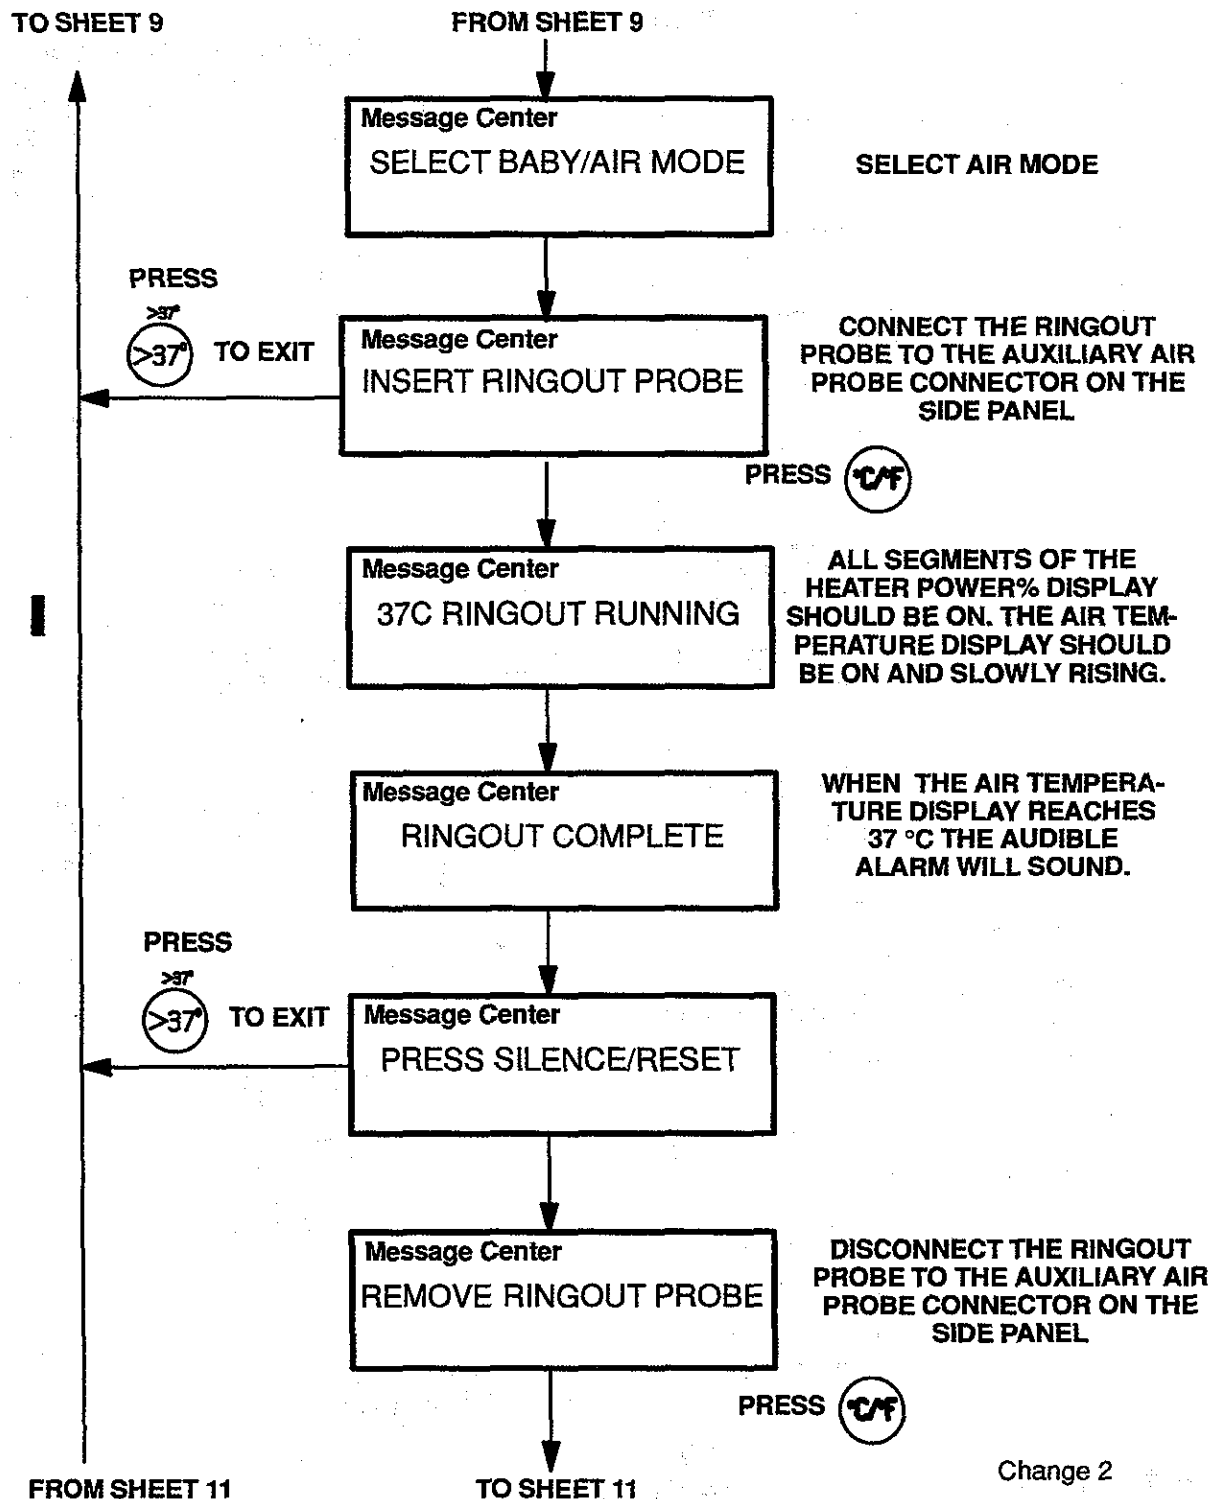 TO SHEET 9
FROM SHEET 9
Message Center
SELECT BABY/AIR MODE
SELECT AIR MODE
PRESS
>37°
>37°
TO EXIT
Message Center
INSERT RINGOUT PROBE
CONNECT THE RINGOUT
PROBE TO THE AUXILIARY AIR
PROBE CONNECTOR ON THE
SIDE PANEL
PRESS
°C/°F
Message Center
37C RINGOUT RUNNING
ALL SEGMENTS OF THE
HEATER POWER% DISPLAY
SHOULD BE ON. THE AIR TEM-
PERATURE DISPLAY SHOULD
BE ON AND SLOWLY RISING.
Message Center
RINGOUT COMPLETE
WHEN THE AIR TEMPERA-
TURE DISPLAY REACHES
37 °C THE AUDIBLE
ALARM WILL SOUND.
PRESS
>37°
>37°
TO EXIT
Message Center
PRESS SILENCE/RESET
Message Center
REMOVE RINGOUT PROBE
DISCONNECT THE RINGOUT
PROBE TO THE AUXILIARY AIR
PROBE CONNECTOR ON THE
SIDE PANEL
PRESS
°C/°F
FROM SHEET 11
TO SHEET 11
Change 2